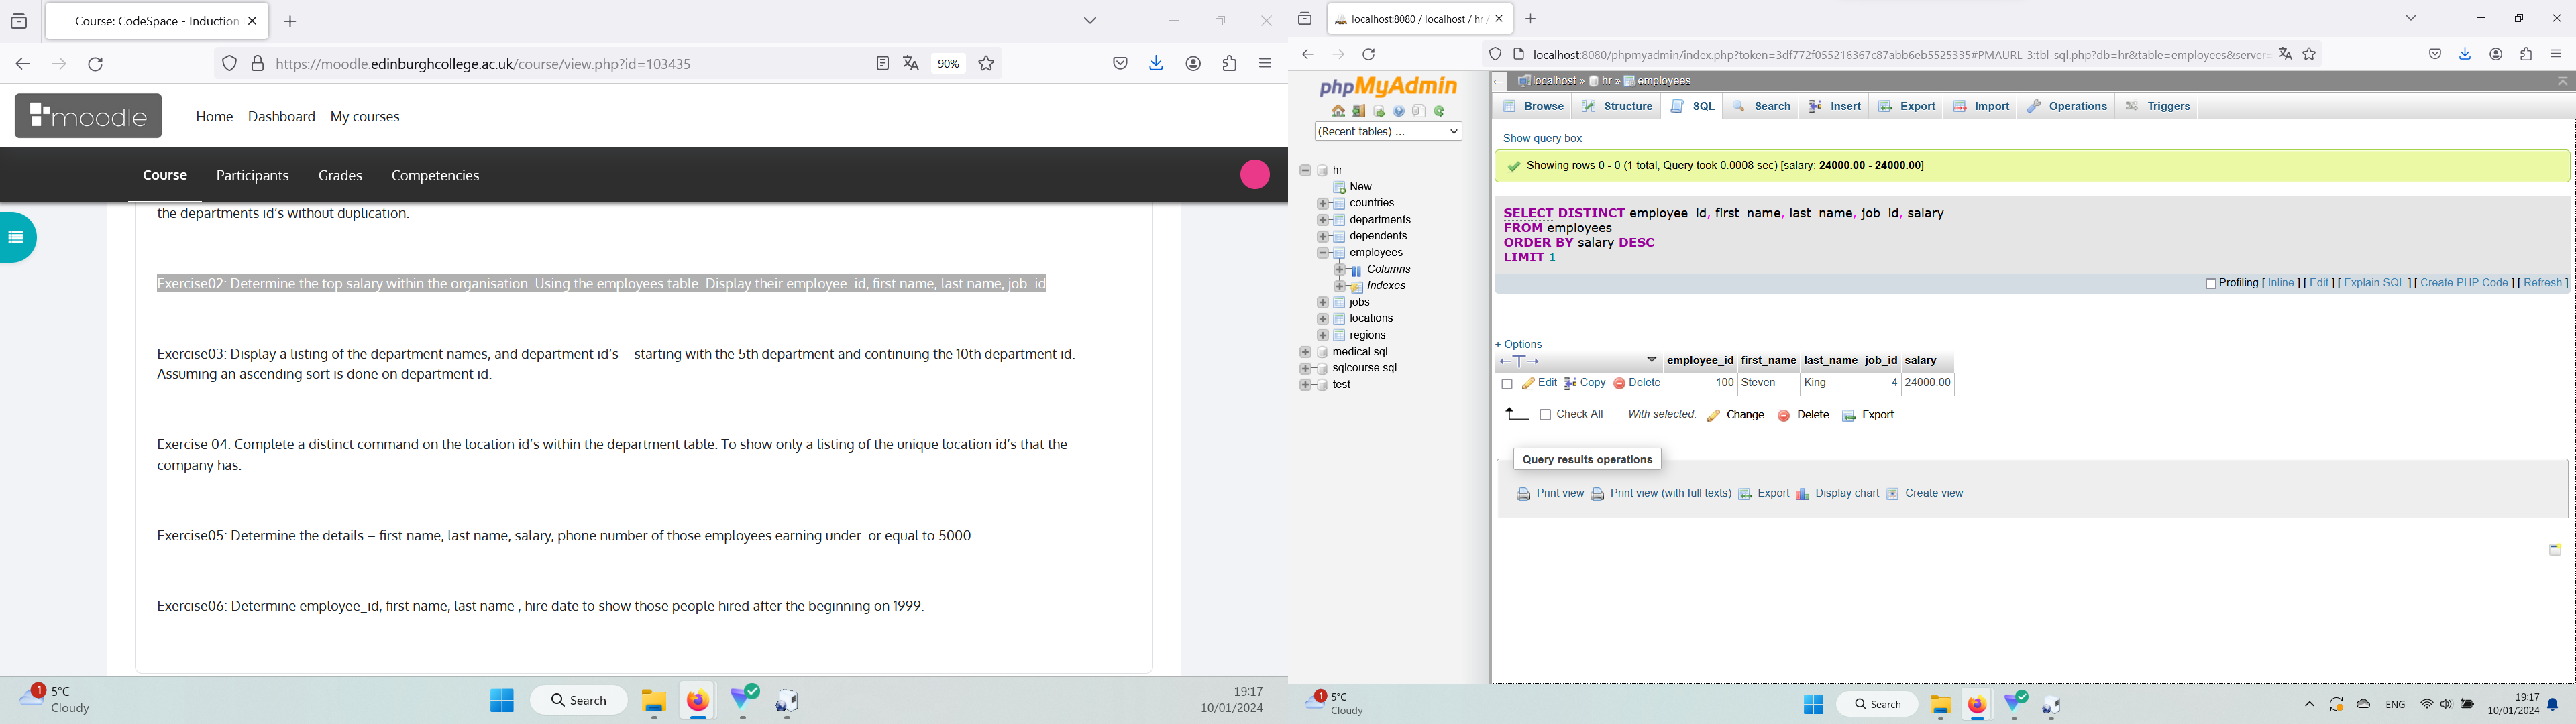 Course: CodeSpace - Induction
https://moodle.edinburghcollege.ac.uk/course/view.php?id=103435
90%
moodle
Home Dashboard My courses
Course Participants Grades Competencies
the departments id's without duplication.
Exercise02: Determine the top salary within the organisation. Using the employees table. Display their employee_id, first name, last name, job_id
Exercise03: Display a listing of the department names, and department id's – starting with the 5th department and continuing the 10th department id.
Assuming an ascending sort is done on department id.
Exercise 04: Complete a distinct command on the location id's within the department table. To show only a listing of the unique location id's that the
company has.
Exercise05: Determine the details – first name, last name, salary, phone number of those employees earning under  or equal to 5000.
Exercise06: Determine employee_id, first name, last name , hire date to show those people hired after the beginning on 1999.
1
5°C
Cloudy
Search
19:17
10/01/2024
localhost:8080 / localhost / hr /
localhost:8080/phpmyadmin/index.php?token=3df772f055216367c87abb6eb5525335#PMAURL-3:tbl_sql.php?db=hr&table=employees&server=
phpMyAdmin
(Recent tables) ...
hr
New
countries
departments
dependents
employees
Columns
Indexes
jobs
locations
regions
medical.sql
sqlcourse.sql
test
localhost » hr » employees
Browse Structure SQL Search Insert Export Import Operations Triggers
Show query box
Showing rows 0 - 0 (1 total, Query took 0.0008 sec) [salary: 24000.00 - 24000.00]
SELECT DISTINCT employee_id, first_name, last_name, job_id, salary
FROM employees
ORDER BY salary DESC
LIMIT 1
Profiling [ Inline ] [ Edit ] [ Explain SQL ] [ Create PHP Code ] [ Refresh ]
+ Options
employee_id first_name last_name job_id salary
Edit Copy Delete 100 Steven King 4 24000.00
Check All With selected: Change Delete Export
Query results operations
Print view Print view (with full texts) Export Display chart Create view
1
5°C
Cloudy
Search
ENG
19:17
10/01/2024